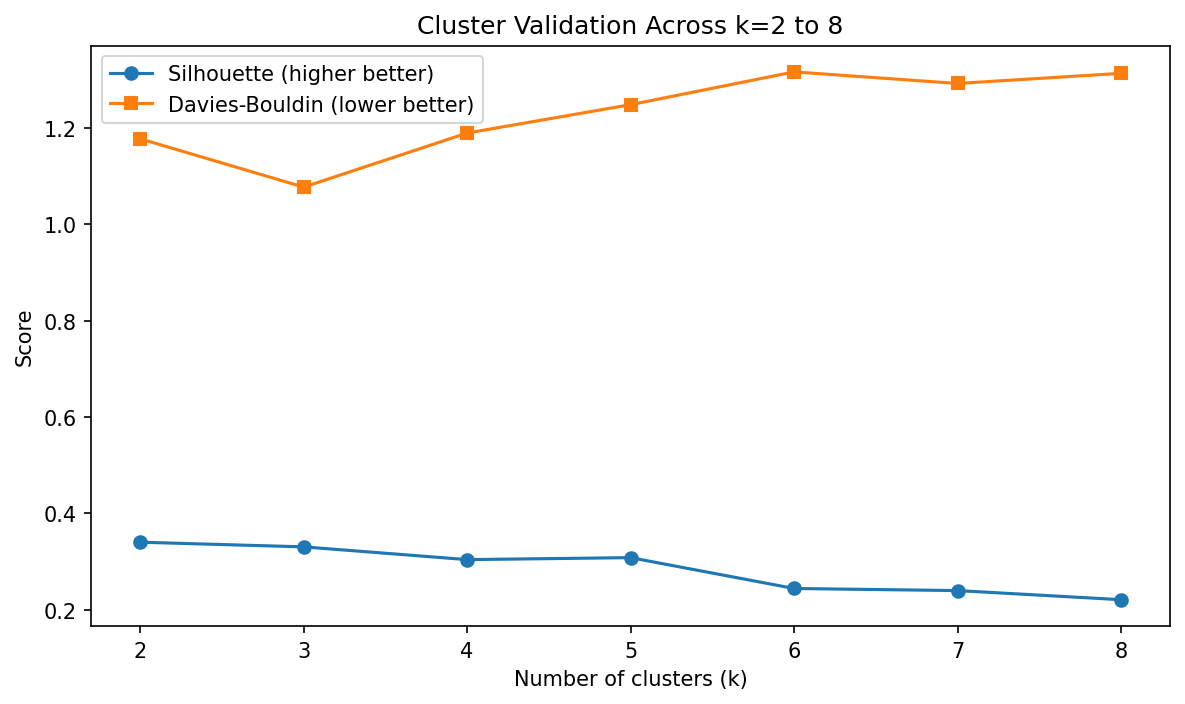 Cluster Validation Across k=2 to 8
Silhouette (higher better)
Davies-Bouldin (lower better)
1.2
1.0
0.8
0.6
0.4
0.2
Score
2 3 4 5 6 7 8
Number of clusters (k)